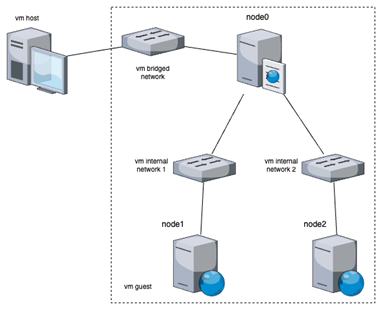 vm host
node0
vm bridged
network
vm internal
network 1
vm internal
network 2
node1
node2
vm guest